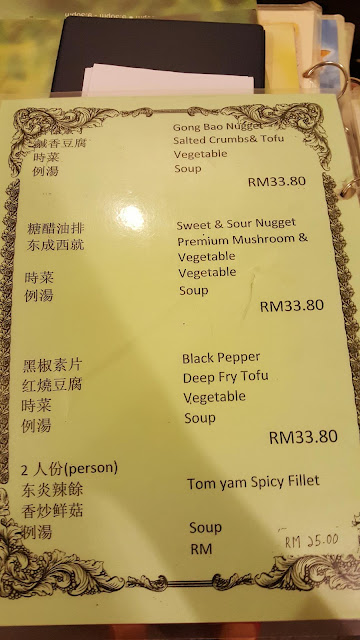 Gong Bao Nugget
鹹香豆腐 Salted Crumbs& Tofu
時菜 Vegetable
例湯 Soup
RM33.80
糖醋油排 Sweet & Sour Nugget
东成西就 Premium Mushroom &
Vegetable
時菜 Vegetable
例湯 Soup
RM33.80
黑椒素片 Black Pepper
红燒豆腐 Deep Fry Tofu
時菜 Vegetable
例湯 Soup
RM33.80
2 人份(person)
东炎辣餘 Tom yam Spicy Fillet
香炒鲜菇
例湯 Soup
RM RM 25.00